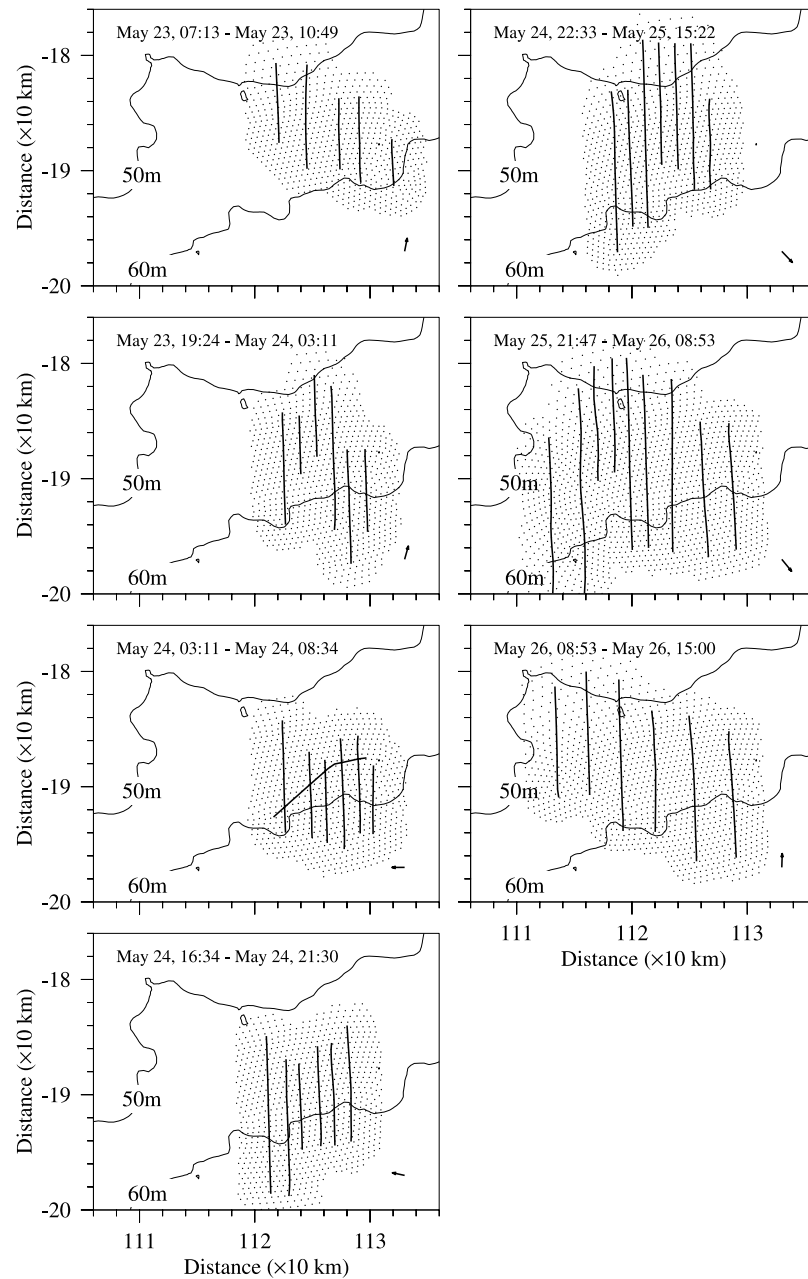 May 23, 07:13 - May 23, 10:49
-18
-19
-20
Distance (×10 km)
50m
60m
May 24, 22:33 - May 25, 15:22
50m
60m
May 23, 19:24 - May 24, 03:11
-18
-19
-20
Distance (×10 km)
50m
60m
May 25, 21:47 - May 26, 08:53
50m
60m
May 24, 03:11 - May 24, 08:34
-18
-19
-20
Distance (×10 km)
50m
60m
May 26, 08:53 - May 26, 15:00
50m
60m
111 112 113
Distance (×10 km)
May 24, 16:34 - May 24, 21:30
-18
-19
-20
Distance (×10 km)
50m
60m
111 112 113
Distance (×10 km)